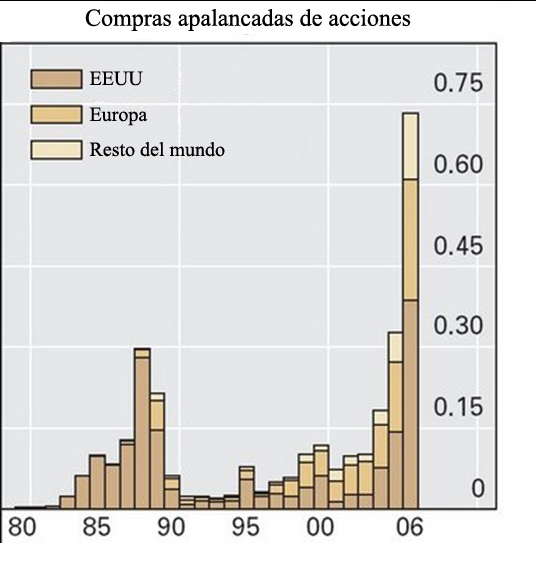 Compras apalancadas de acciones
EEUU
Europa
Resto del mundo
0.75
0.60
0.45
0.30
0.15
0
80 85 90 95 00 06